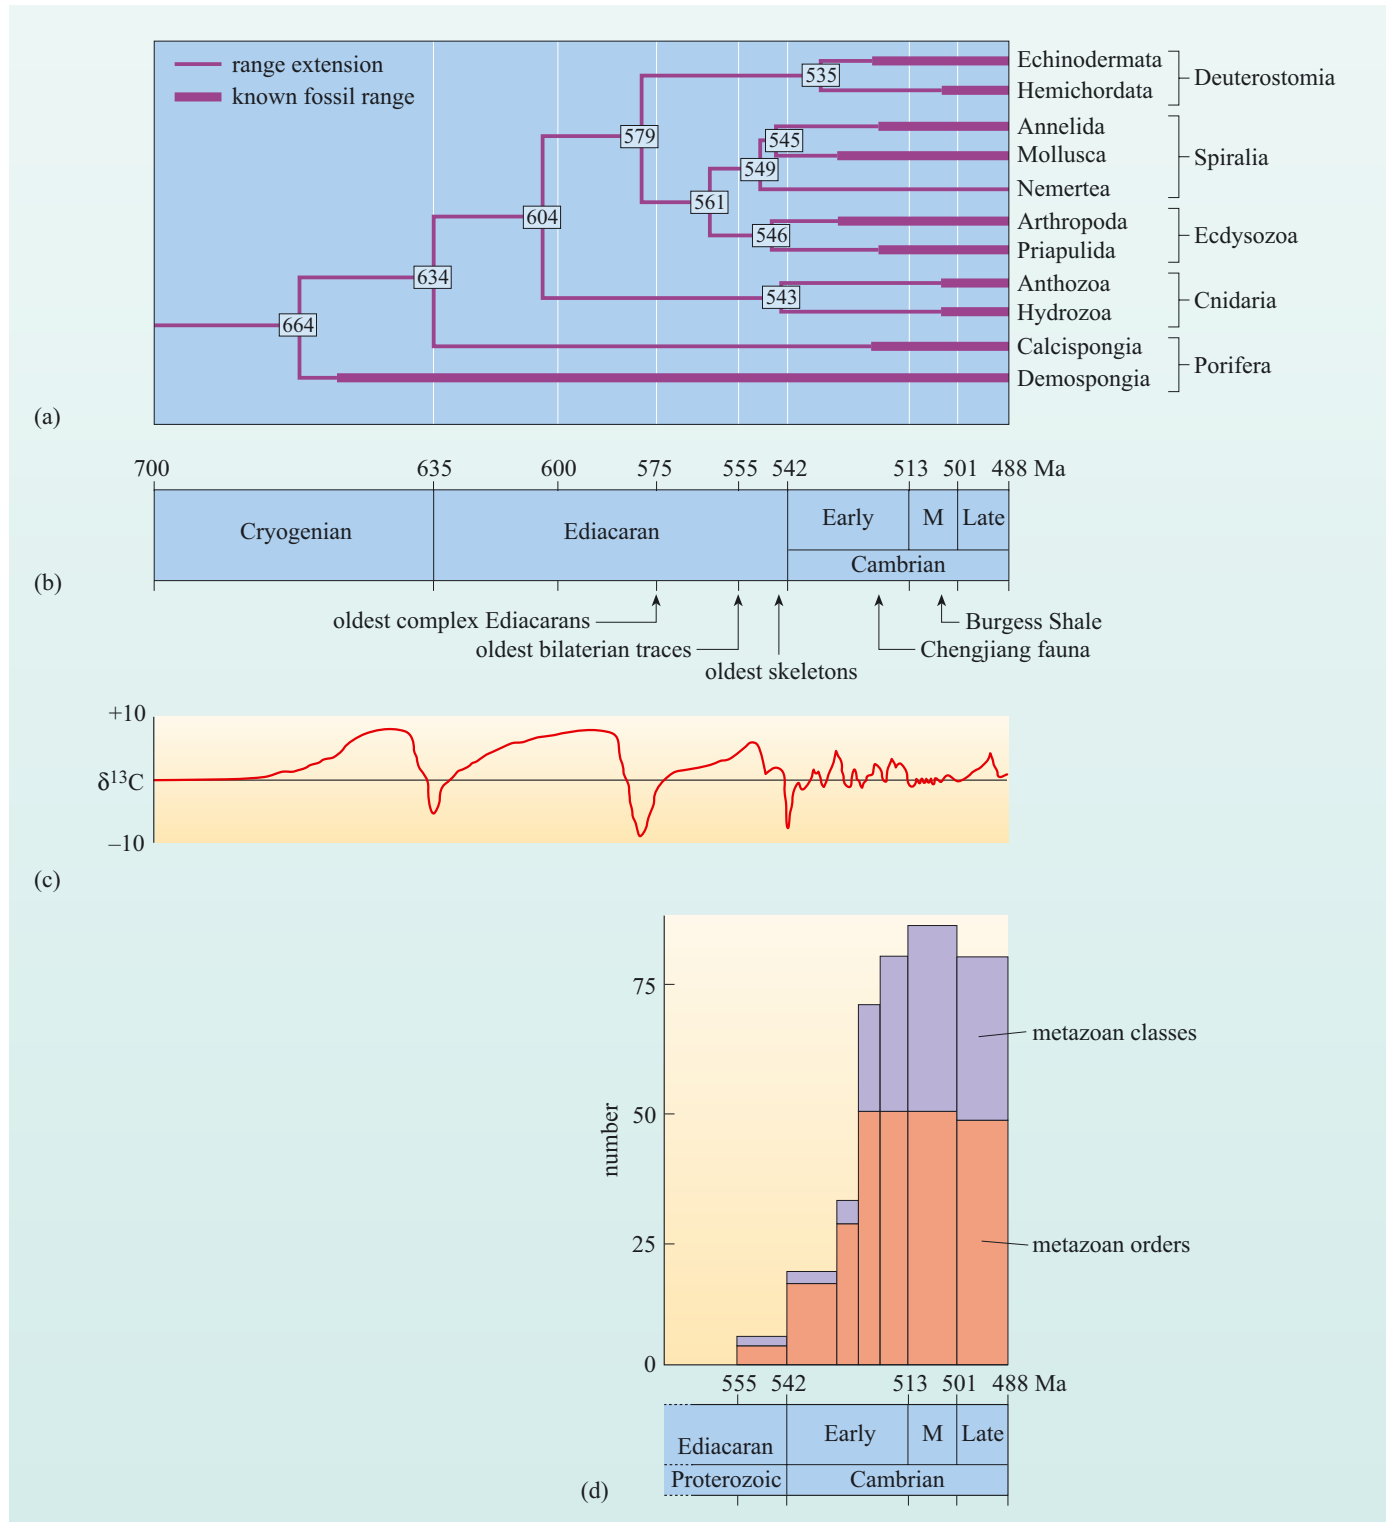 range extension
known fossil range
535
579
545
549
561
604
546
634
543
664
Echinodermata
Hemichordata
Deuterostomia
Annelida
Mollusca
Nemertea
Spiralia
Arthropoda
Priapulida
Ecdysozoa
Anthozoa
Hydrozoa
Cnidaria
Calcispongia
Demospongia
Porifera
(a)
700 635 600 575 555 542 513 501 488 Ma
Cryogenian Ediacaran Early M Late
Cambrian
(b)
oldest complex Ediacarans
oldest bilaterian traces
oldest skeletons
Burgess Shale
Chengjiang fauna
+10
δ¹³C
–10
(c)
75
50
25
0
number
metazoan classes
metazoan orders
555 542 513 501 488 Ma
Ediacaran Early M Late
Proterozoic Cambrian
(d)